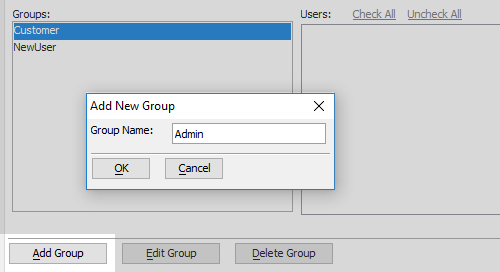 Groups:
Users: Check All Uncheck All
Customer
NewUser
Add New Group
Group Name: Admin
OK Cancel
Add Group Edit Group Delete Group